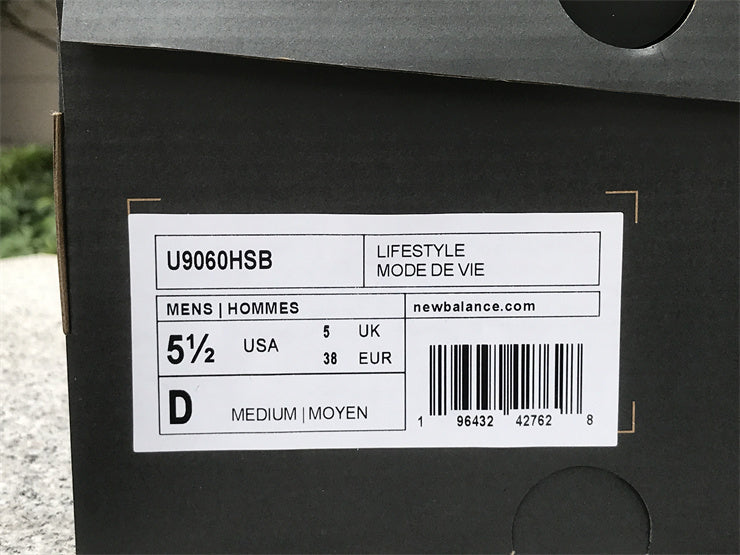 U9060HSB
LIFESTYLE
MODE DE VIE
MENS | HOMMES
newbalance.com
5½ USA
5 UK
38 EUR
D MEDIUM | MOYEN
1 96432 42762 8